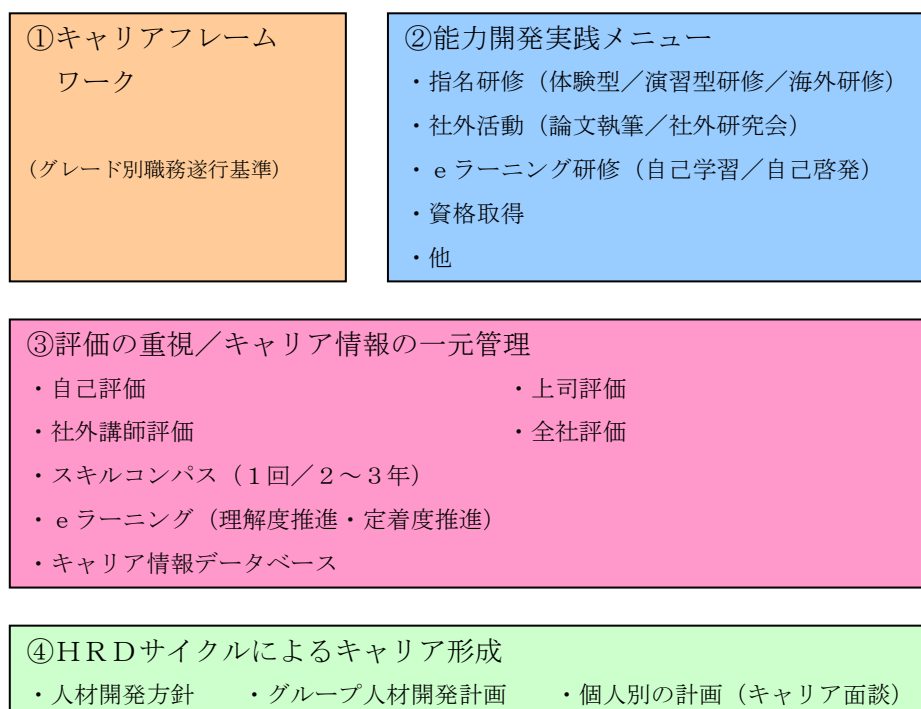 ①キャリアフレーム
ワーク
（グレード別職務遂行基準）
②能力開発実践メニュー
・指名研修（体験型／演習型研修／海外研修）
・社外活動（論文執筆／社外研究会）
・ｅラーニング研修（自己学習／自己啓発）
・資格取得
・他
③評価の重視／キャリア情報の一元管理
・自己評価 ・上司評価
・社外講師評価 ・全社評価
・スキルコンパス（１回／２～３年）
・ｅラーニング（理解度推進・定着度推進）
・キャリア情報データベース
④ＨＲＤサイクルによるキャリア形成
・人材開発方針 ・グループ人材開発計画 ・個人別の計画（キャリア面談）